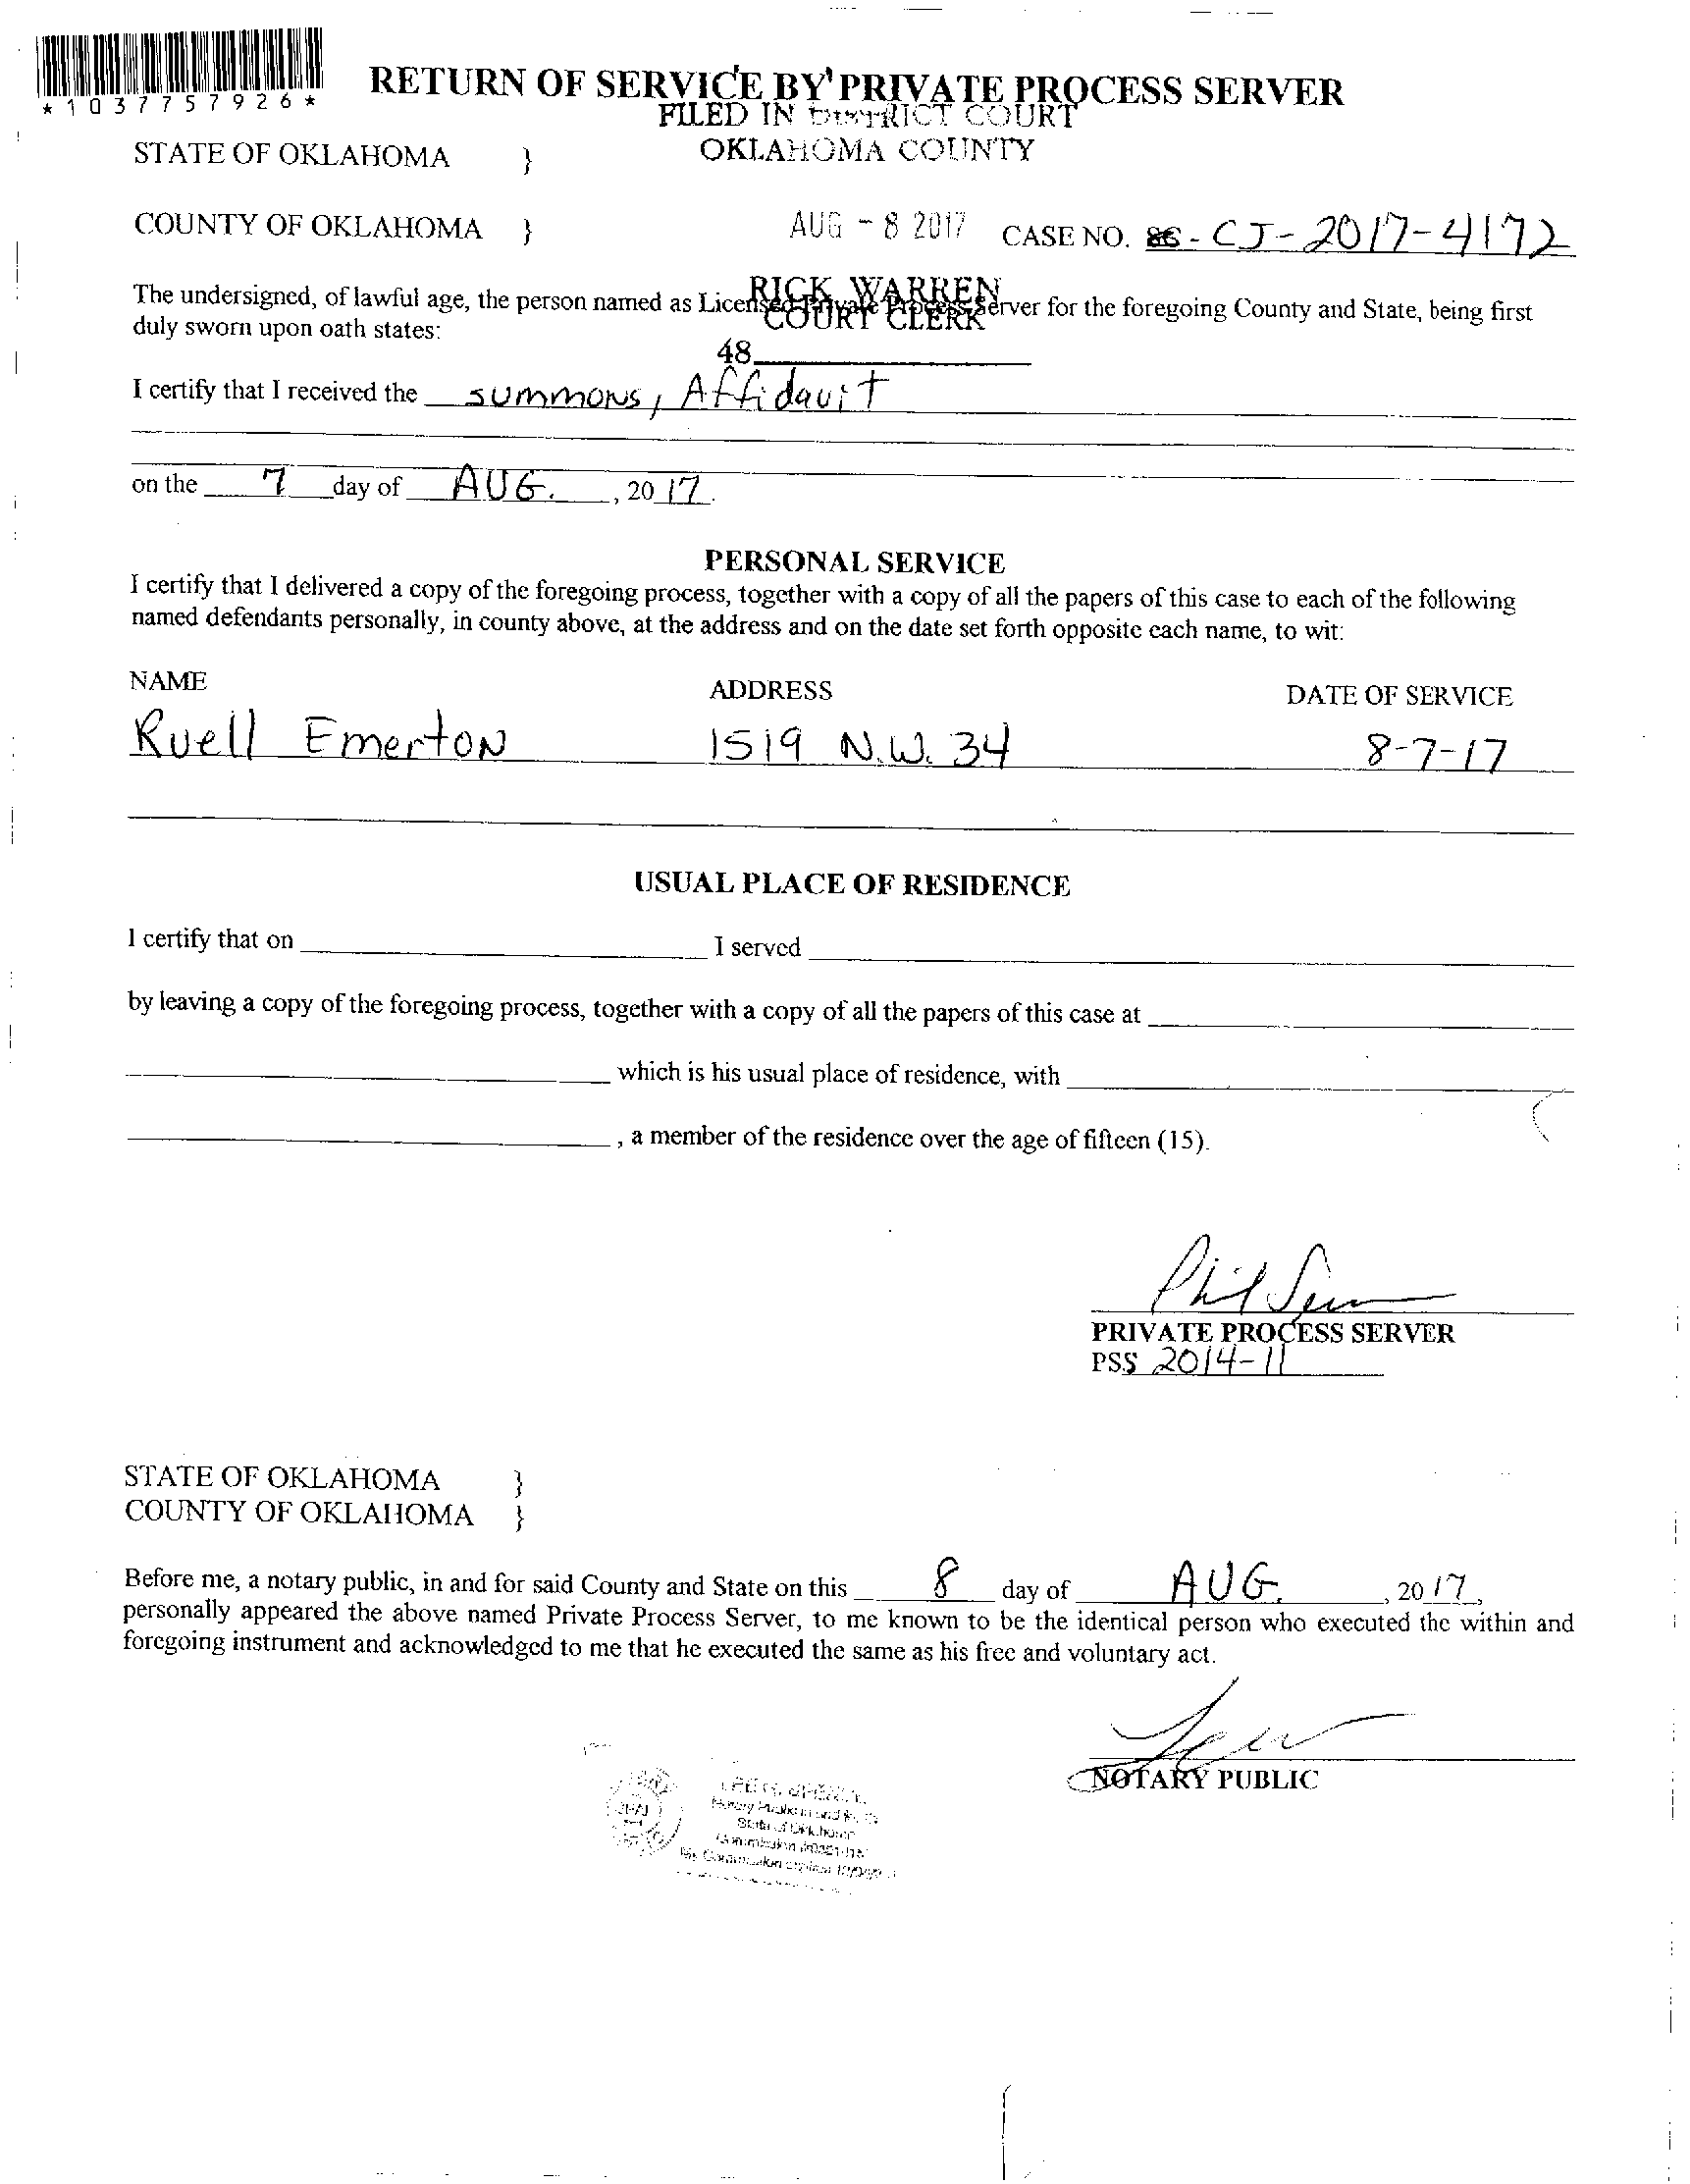 RETURN OF SERVICE BY PRIVATE PROCESS SERVER
*1037757926*
FILED IN DISTRICT COURT
OKLAHOMA COUNTY
STATE OF OKLAHOMA }
COUNTY OF OKLAHOMA } AUG - 8 2017 CASE NO. CJ-2017-4172
RICK WARREN
COURT CLERK
The undersigned, of lawful age, the person named as Licensed Private Process Server for the foregoing County and State, being first
duly sworn upon oath states:
48
I certify that I received the summons, Affidavit
on the 7 day of AUG. , 20 17.
PERSONAL SERVICE
I certify that I delivered a copy of the foregoing process, together with a copy of all the papers of this case to each of the following
named defendants personally, in county above, at the address and on the date set forth opposite each name, to wit:
NAME ADDRESS DATE OF SERVICE
Ruell Emerton 1519 N.W. 34 8-7-17
USUAL PLACE OF RESIDENCE
I certify that on I served
by leaving a copy of the foregoing process, together with a copy of all the papers of this case at
which is his usual place of residence, with
, a member of the residence over the age of fifteen (15).
Phil
PRIVATE PROCESS SERVER
PSS 2014-11
STATE OF OKLAHOMA }
COUNTY OF OKLAHOMA }
Before me, a notary public, in and for said County and State on this 8 day of AUG. , 20 17,
personally appeared the above named Private Process Server, to me known to be the identical person who executed the within and
foregoing instrument and acknowledged to me that he executed the same as his free and voluntary act.
NOTARY PUBLIC
Notary Public in and for
State of Oklahoma
Commission
My Commission expires